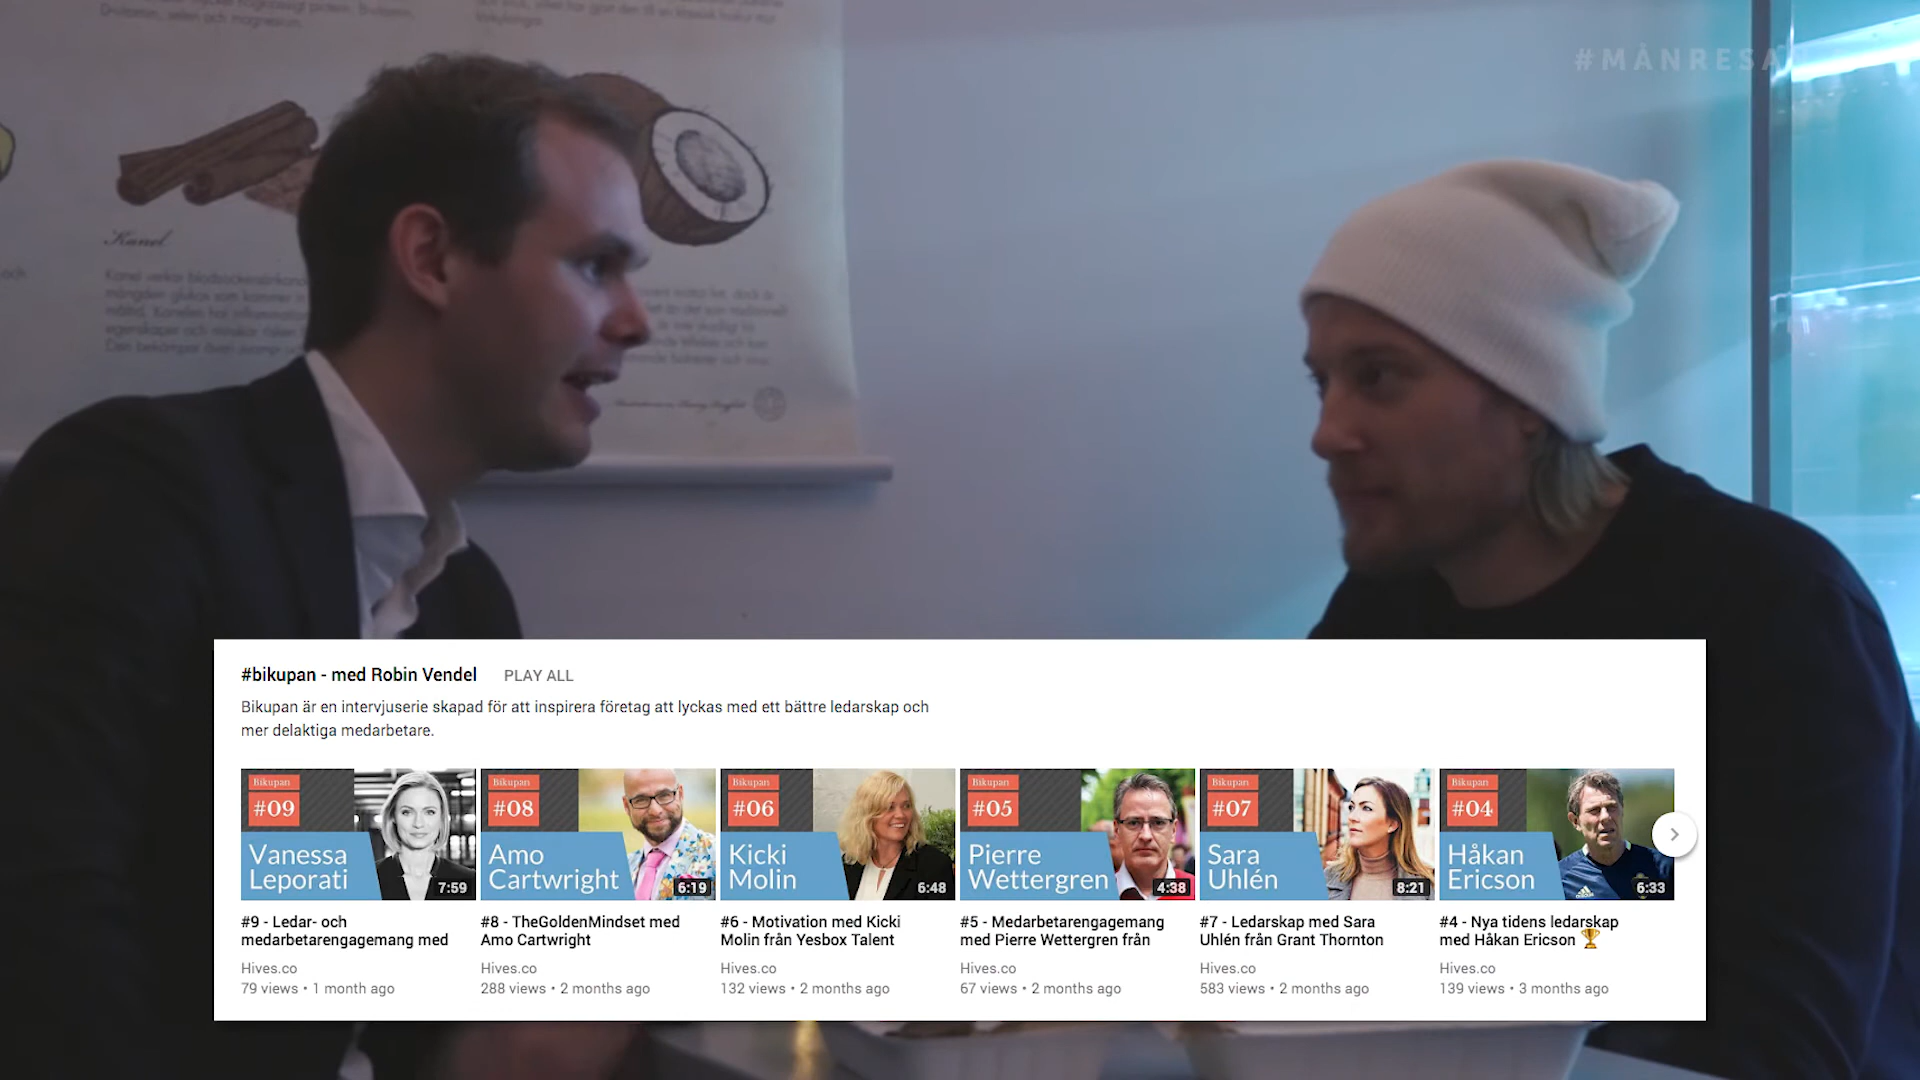 #MÅNRESA
Kanel
#bikupan - med Robin Vendel PLAY ALL
Bikupan är en intervjuserie skapad för att inspirera företag att lyckas med ett bättre ledarskap och
mer delaktiga medarbetare.
Bikupan
#09
Vanessa
Leporati
7:59
#9 - Ledar- och
medarbetarengagemang med
Hives.co
79 views • 1 month ago
Bikupan
#08
Amo
Cartwright
6:19
#8 - TheGoldenMindset med
Amo Cartwright
Hives.co
288 views • 2 months ago
Bikupan
#06
Kicki
Molin
6:48
#6 - Motivation med Kicki
Molin från Yesbox Talent
Hives.co
132 views • 2 months ago
Bikupan
#05
Pierre
Wettergren
4:38
#5 - Medarbetarengagemang
med Pierre Wettergren från
Hives.co
67 views • 2 months ago
Bikupan
#07
Sara
Uhlén
8:21
#7 - Ledarskap med Sara
Uhlén från Grant Thornton
Hives.co
583 views • 2 months ago
Bikupan
#04
Håkan
Ericson
adidas
6:33
#4 - Nya tidens ledarskap
med Håkan Ericson 🏆
Hives.co
139 views • 3 months ago